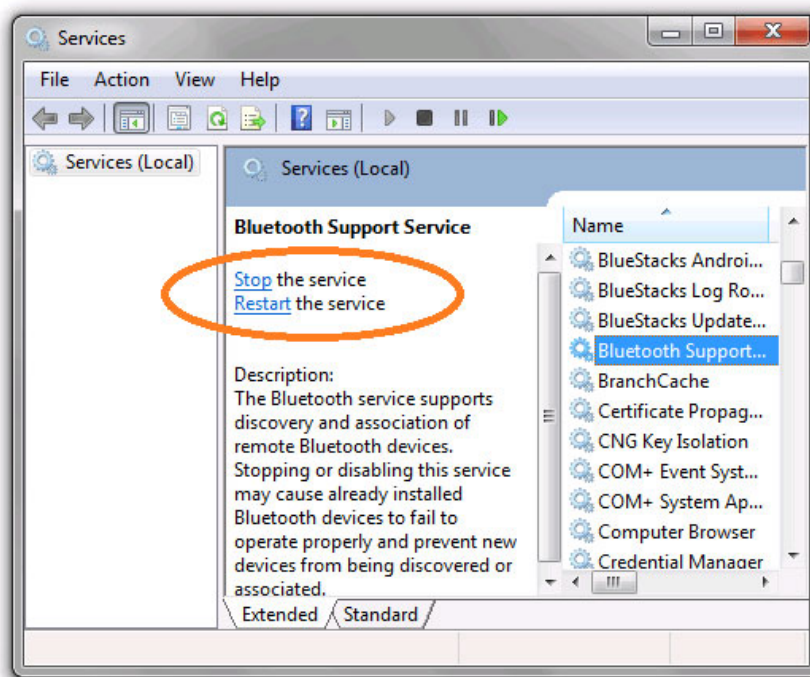 Services
File Action View Help
Services (Local)
Services (Local)
Bluetooth Support Service
Stop the service
Restart the service
Description:
The Bluetooth service supports
discovery and association of
remote Bluetooth devices.
Stopping or disabling this service
may cause already installed
Bluetooth devices to fail to
operate properly and prevent new
devices from being discovered or
associated.
Name
BlueStacks Androi...
BlueStacks Log Ro...
BlueStacks Update...
Bluetooth Support...
BranchCache
Certificate Propag...
CNG Key Isolation
COM+ Event Syst...
COM+ System Ap...
Computer Browser
Credential Manager
Extended Standard